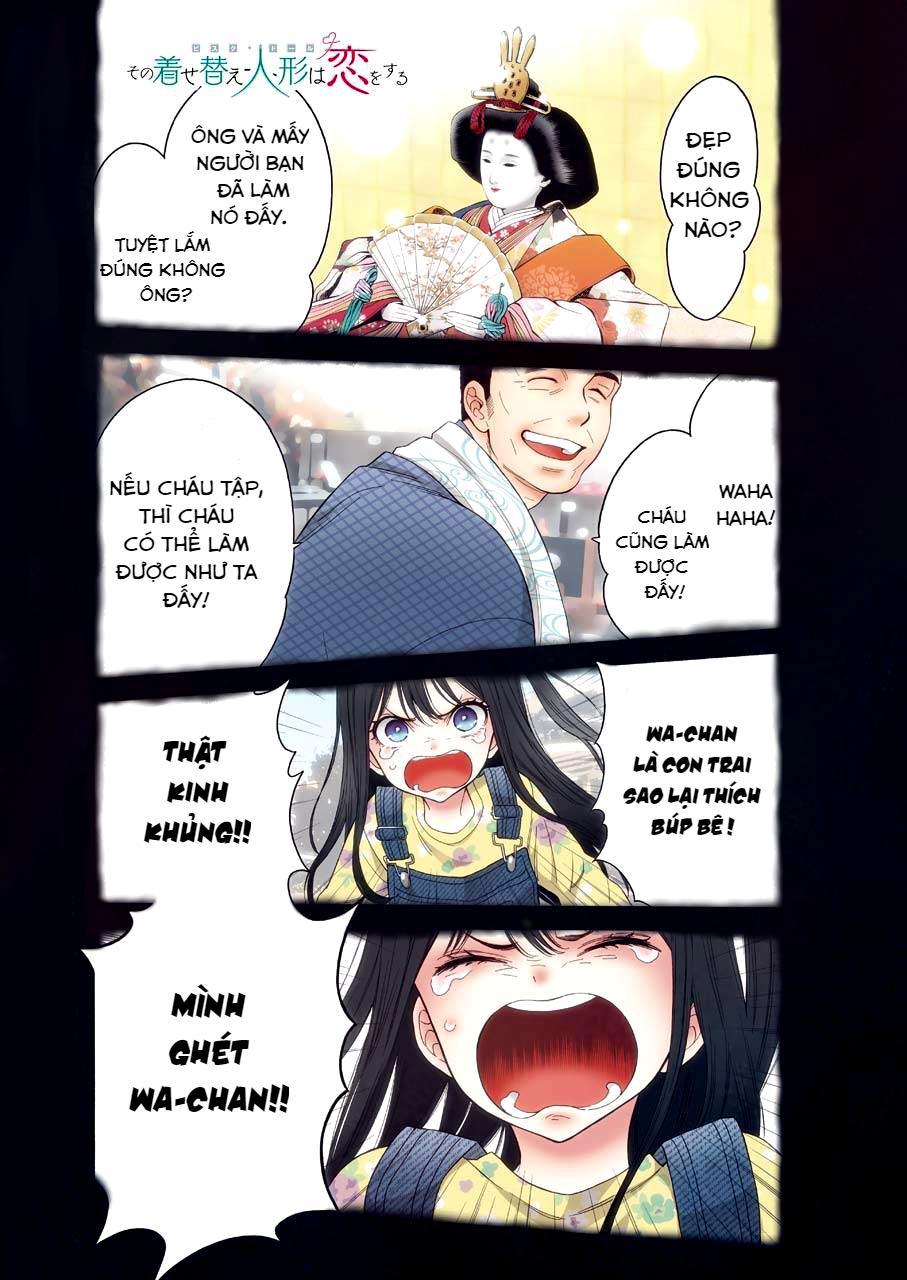 ビスク・ドール
その着せ替え人形は恋をする
ĐẸP
ĐÚNG
KHÔNG
NÀO?
ÔNG VÀ MẤY
NGƯỜI BẠN
ĐÃ LÀM
NÓ ĐẤY.
TUYỆT LẮM
ĐÚNG KHÔNG
ÔNG?
WAHA
HAHA!
CHÁU
CŨNG LÀM
ĐƯỢC
ĐẤY!
NẾU CHÁU TẬP,
THÌ CHÁU
CÓ THỂ LÀM
ĐƯỢC NHƯ TA
ĐẤY!
WA-CHAN
LÀ CON TRAI
SAO LẠI THÍCH
BÚP BÊ!
THẬT
KINH
KHỦNG!!
MÌNH
GHÉT
WA-CHAN!!